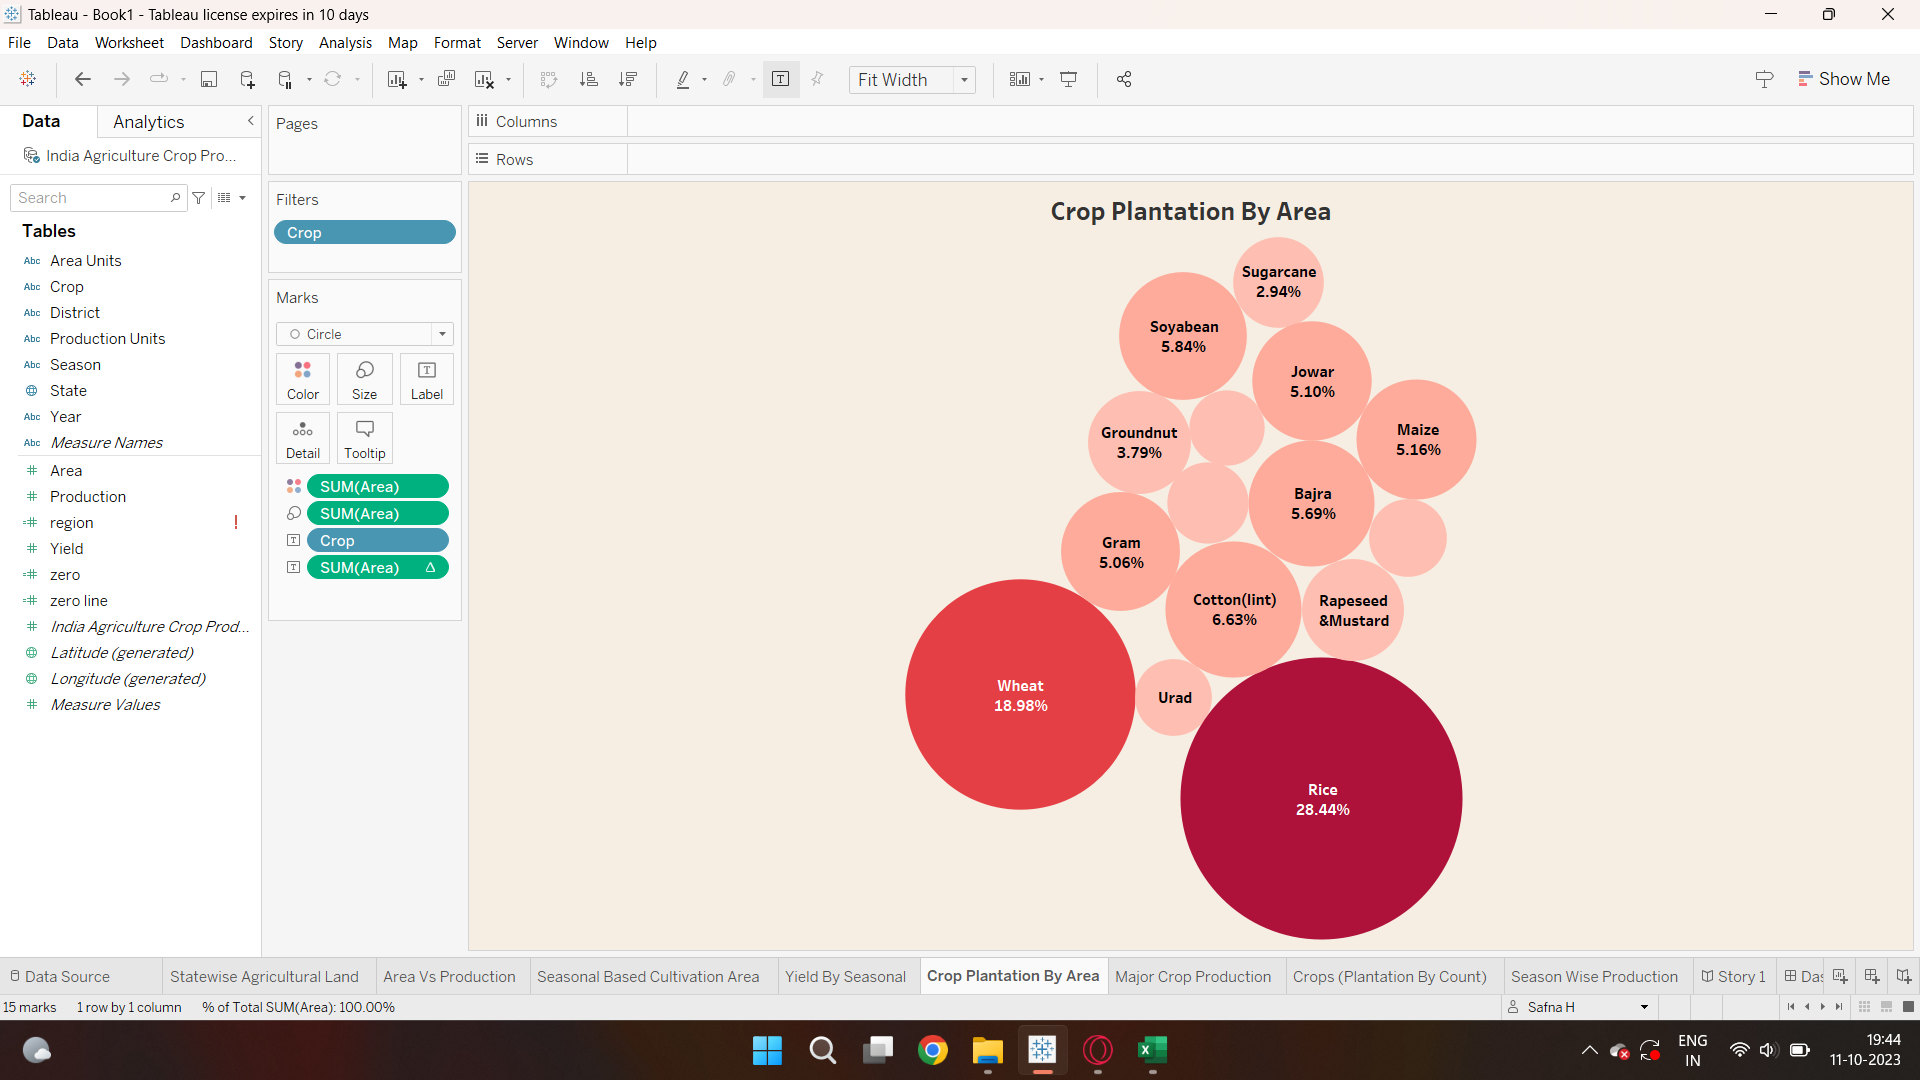 Tableau - Book1 - Tableau license expires in 10 days
File Data Worksheet Dashboard Story Analysis Map Format Server Window Help
Fit Width
Show Me
Data Analytics
India Agriculture Crop Pro...
Search
Tables
Abc Area Units
Abc Crop
Abc District
Abc Production Units
Abc Season
State
Abc Year
Abc Measure Names
# Area
# Production
=# region !
# Yield
=# zero
=# zero line
# India Agriculture Crop Prod...
Latitude (generated)
Longitude (generated)
# Measure Values
Pages
Filters
Crop
Marks
Circle
Color Size Label
Detail Tooltip
SUM(Area)
SUM(Area)
Crop
SUM(Area) Δ
Columns
Rows
Crop Plantation By Area
Sugarcane
2.94%
Soyabean
5.84%
Jowar
5.10%
Maize
5.16%
Groundnut
3.79%
Bajra
5.69%
Gram
5.06%
Cotton(lint)
6.63%
Rapeseed
&Mustard
Wheat
18.98%
Urad
Rice
28.44%
Data Source Statewise Agricultural Land Area Vs Production Seasonal Based Cultivation Area Yield By Seasonal Crop Plantation By Area Major Crop Production Crops (Plantation By Count) Season Wise Production Story 1 Das
15 marks 1 row by 1 column % of Total SUM(Area): 100.00% Safna H
ENG
IN
19:44
11-10-2023